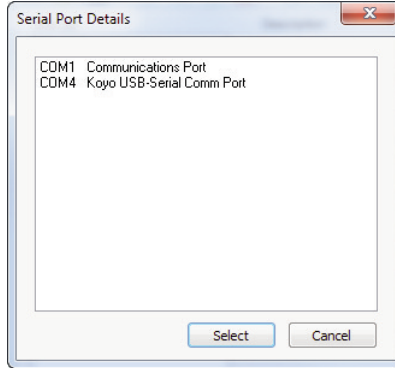 Serial Port Details
COM1 Communications Port
COM4 Koyo USB-Serial Comm Port
Select
Cancel